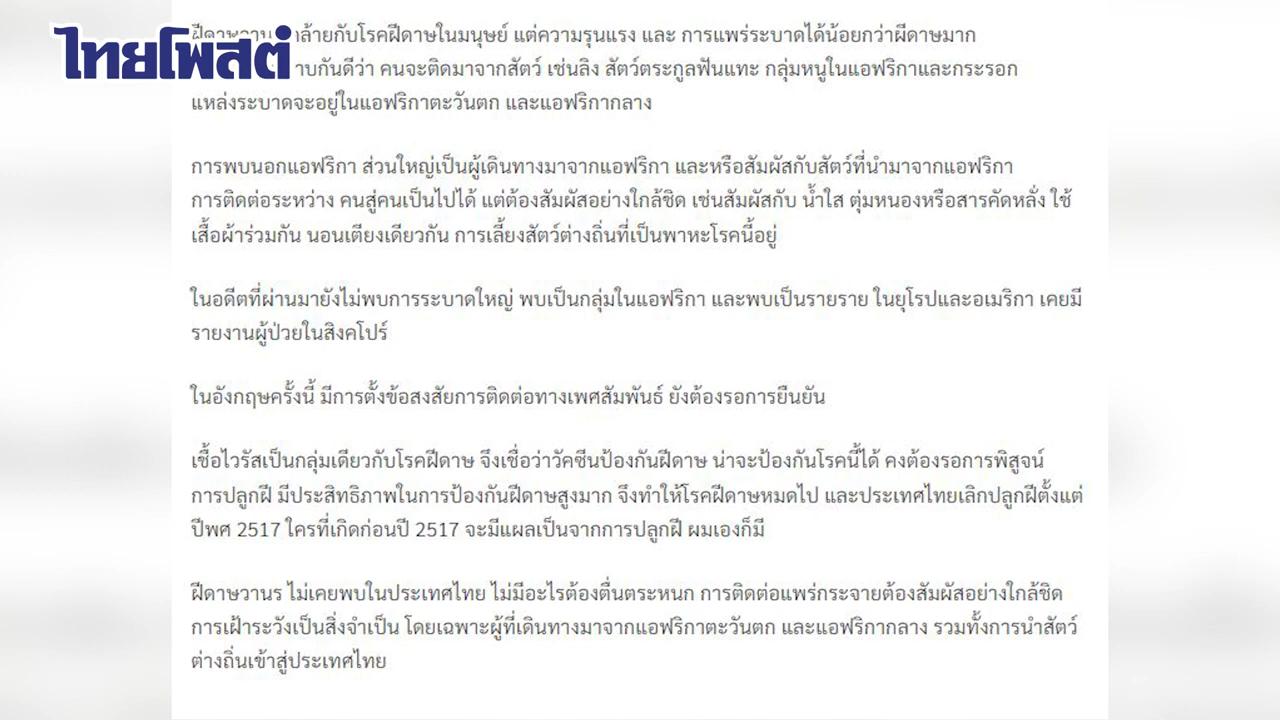 ไทยโพสต์
คล้ายกับโรคฝีดาษในมนุษย์ แต่ความรุนแรง และ การแพร่ระบาดได้น้อยกว่าผีดาษมาก
าบกันดีว่า คนจะติดมาจากสัตว์ เช่นลิง สัตว์ตระกูลฟันแทะ กลุ่มหนูในแอฟริกาและกระรอก
แหล่งระบาดจะอยู่ในแอฟริกาตะวันตก และแอฟริกากลาง
การพบนอกแอฟริกา ส่วนใหญ่เป็นผู้เดินทางมาจากแอฟริกา และหรือสัมผัสกับสัตว์ที่นำมาจากแอฟริกา
การติดต่อระหว่าง คนสู่คนเป็นไปได้ แต่ต้องสัมผัสอย่างใกล้ชิด เช่นสัมผัสกับ น้ำใส ตุ่มหนองหรือสารคัดหลั่ง ใช้
เสื้อผ้าร่วมกัน นอนเตียงเดียวกัน การเลี้ยงสัตว์ต่างถิ่นที่เป็นพาหะโรคนี้อยู่
ในอดีตที่ผ่านมายังไม่พบการระบาดใหญ่ พบเป็นกลุ่มในแอฟริกา และพบเป็นรายราย ในยุโรปและอเมริกา เคยมี
รายงานผู้ป่วยในสิงคโปร์
ในอังกฤษครั้งนี้ มีการตั้งข้อสงสัยการติดต่อทางเพศสัมพันธ์ ยังต้องรอการยืนยัน
เชื้อไวรัสเป็นกลุ่มเดียวกับโรคฝีดาษ จึงเชื่อว่าวัคซีนป้องกันฝีดาษ น่าจะป้องกันโรคนี้ได้ คงต้องรอการพิสูจน์
การปลูกฝี มีประสิทธิภาพในการป้องกันฝีดาษสูงมาก จึงทำให้โรคฝีดาษหมดไป และประเทศไทยเลิกปลูกฝีตั้งแต่
ปีพศ 2517 ใครที่เกิดก่อนปี 2517 จะมีแผลเป็นจากการปลูกฝี ผมเองก็มี
ฝีดาษวานร ไม่เคยพบในประเทศไทย ไม่มีอะไรต้องตื่นตระหนก การติดต่อแพร่กระจายต้องสัมผัสอย่างใกล้ชิด
การเฝ้าระวังเป็นสิ่งจำเป็น โดยเฉพาะผู้ที่เดินทางมาจากแอฟริกาตะวันตก และแอฟริกากลาง รวมทั้งการนำสัตว์
ต่างถิ่นเข้าสู่ประเทศไทย